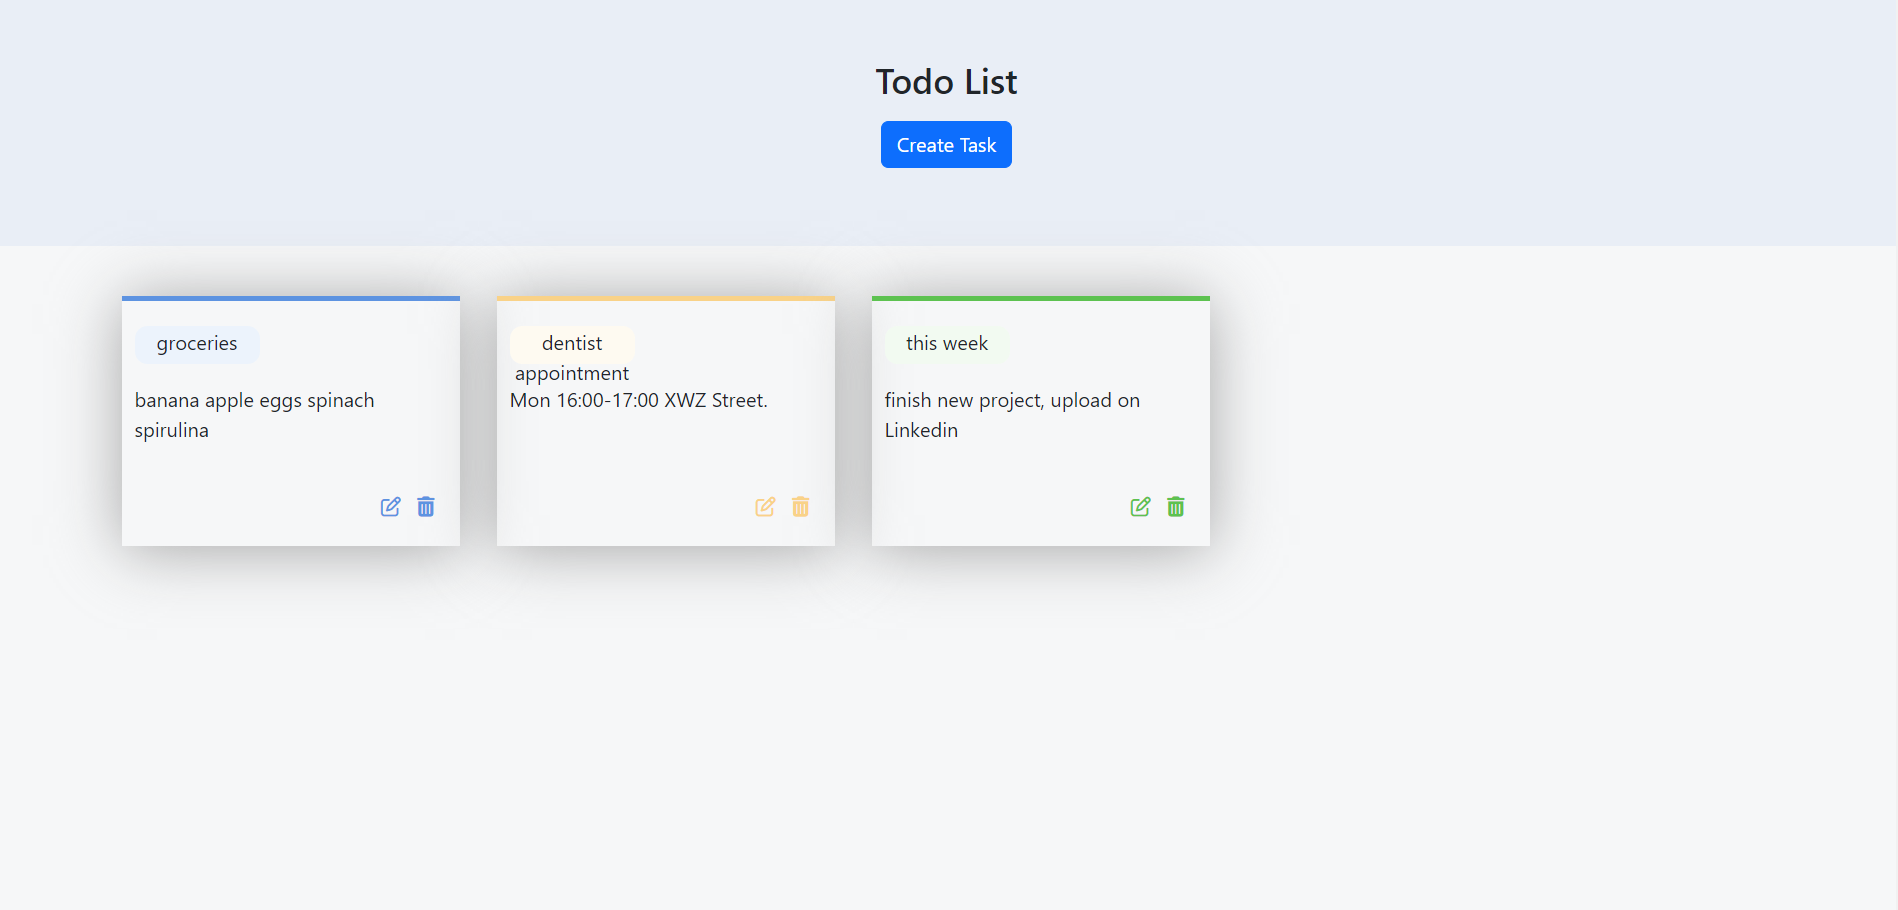 Todo List
Create Task
groceries
banana apple eggs spinach
spirulina
dentist
appointment
Mon 16:00-17:00 XWZ Street.
this week
finish new project, upload on
Linkedin